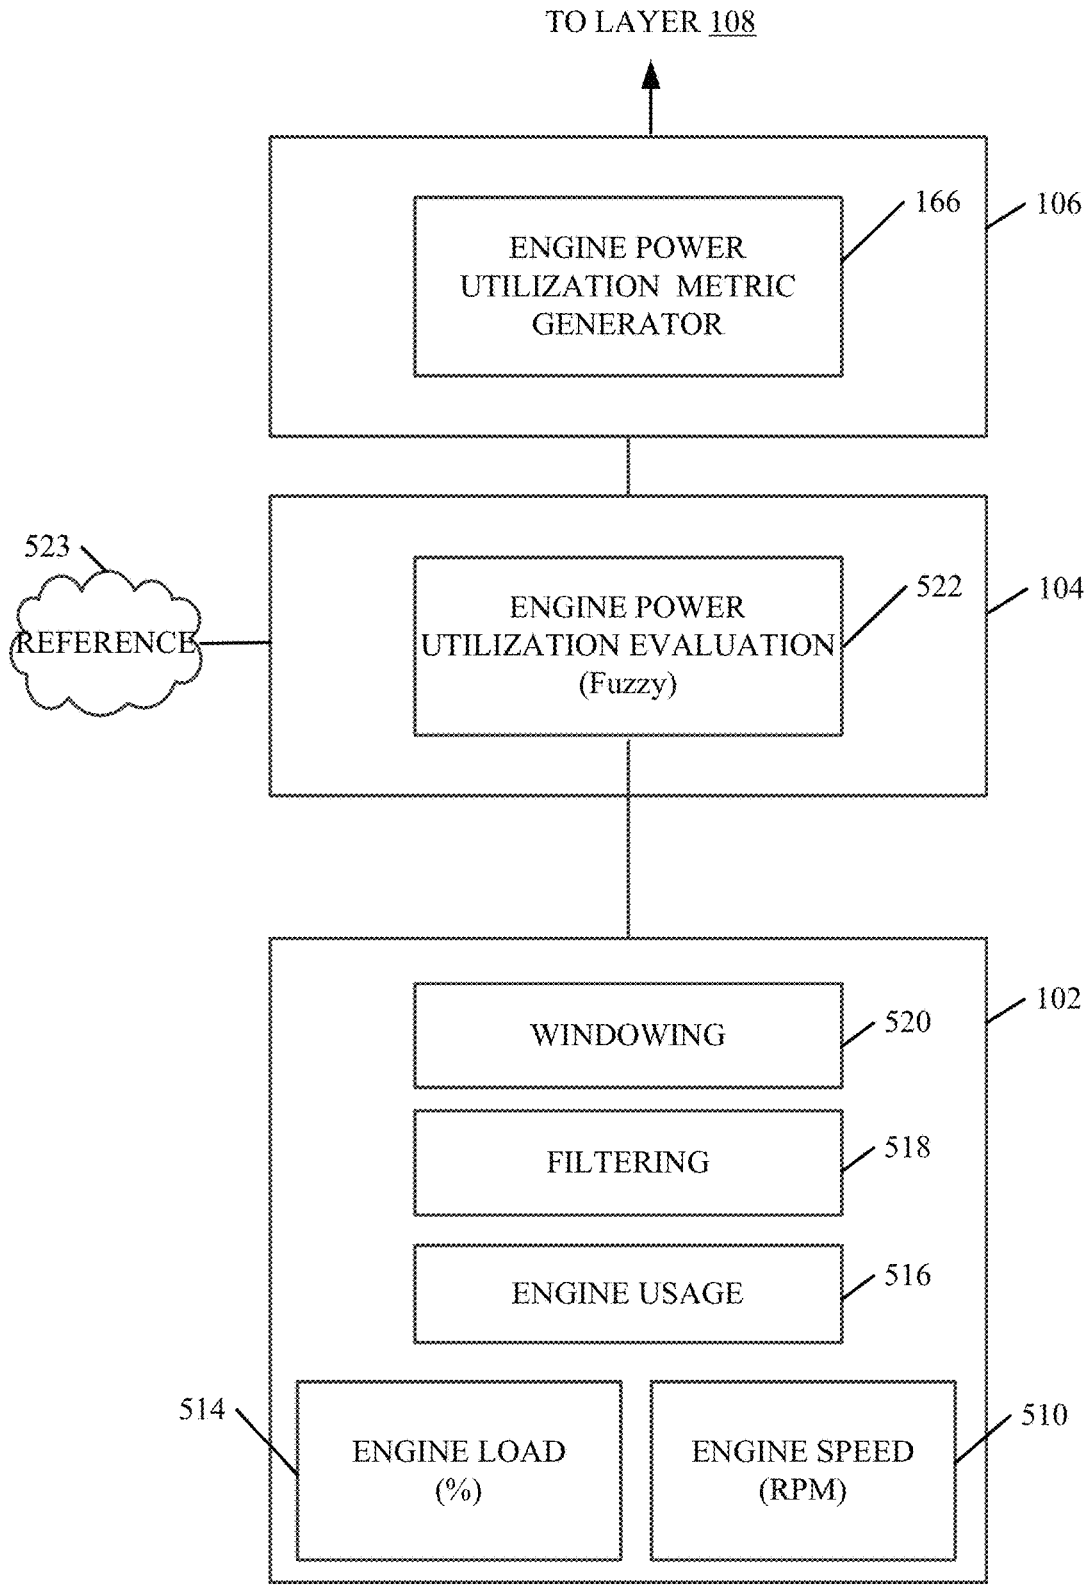 TO LAYER 108
166
106
ENGINE POWER
UTILIZATION METRIC
GENERATOR
523
REFERENCE
522
104
ENGINE POWER
UTILIZATION EVALUATION
(Fuzzy)
102
WINDOWING
520
FILTERING
518
ENGINE USAGE
516
514
ENGINE LOAD
(%)
510
ENGINE SPEED
(RPM)